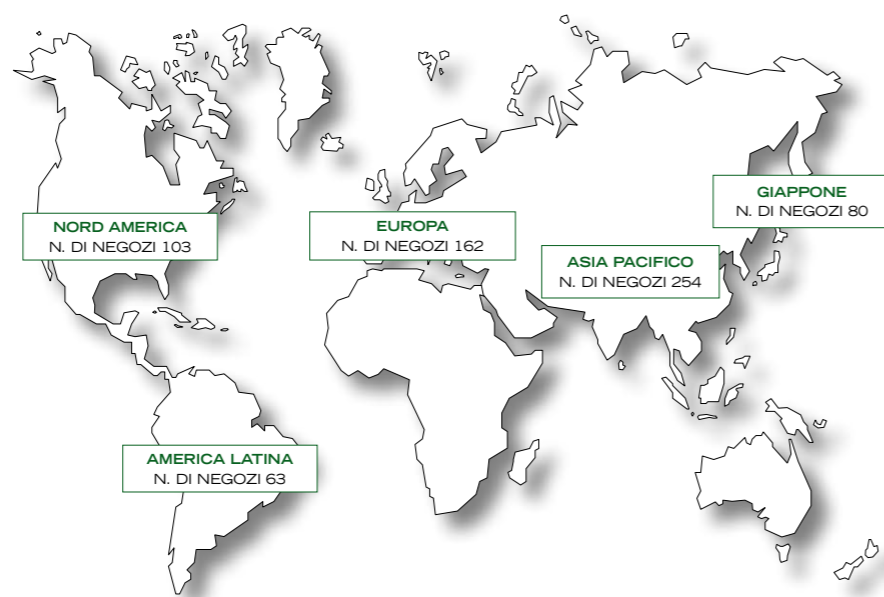 GIAPPONE
N. DI NEGOZI 80
NORD AMERICA
N. DI NEGOZI 103
EUROPA
N. DI NEGOZI 162
ASIA PACIFICO
N. DI NEGOZI 254
AMERICA LATINA
N. DI NEGOZI 63